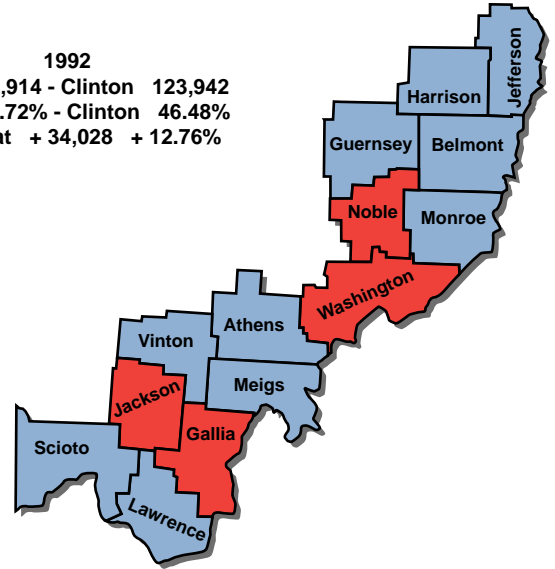 1992
,914 - Clinton 123,942
.72% - Clinton 46.48%
at + 34,028 + 12.76%
Jefferson
Harrison
Guernsey
Belmont
Noble
Monroe
Washington
Athens
Vinton
Meigs
Jackson
Gallia
Scioto
Lawrence